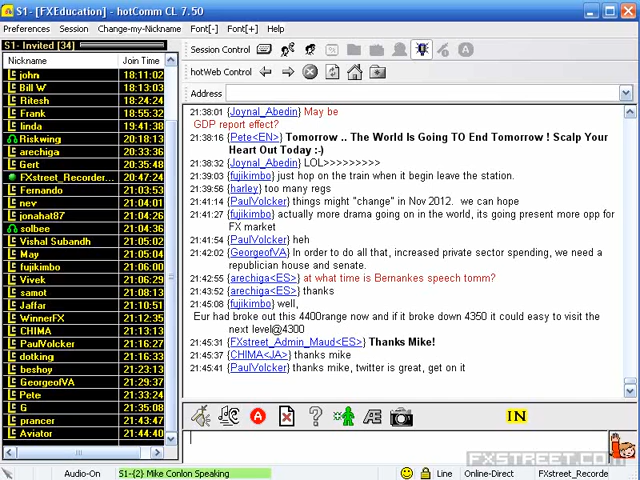 S1- [FXEducation] - hotComm CL 7.50
Preferences Session Change-my-Nickname Font[-] Font[+] Help
S1- Invited [34]
Nickname Join Time
john 18:11:02
Bill W 18:13:03
Ritesh 18:24:24
Frank 18:55:32
linda 19:41:38
Riskwing 20:18:13
arechiga 20:33:36
Gert 20:35:48
FXstreet_Recorder... 20:47:24
Fernando 21:03:53
nev 21:04:01
jonahat87 21:04:26
solbee 21:04:36
Vishal Subandh 21:05:02
May 21:05:04
fujikimbo 21:06:00
Vivek 21:06:29
samot 21:08:13
Jaffar 21:10:51
WinnerFX 21:12:35
CHIMA 21:13:13
PaulVolcker 21:16:27
dotking 21:16:33
beshoy 21:23:13
GeorgeofVA 21:29:37
Pete 21:33:24
G 21:35:08
prancer 21:43:47
Aviator 21:44:40
Session Control
hotWeb Control
Address
21:38:01 {Joynal_Abedin} May be
GDP report effect?
21:38:16 {Pete<EN>} Tomorrow .. The World Is Going TO End Tomorrow ! Scalp Your
Heart Out Today :-)
21:38:32 {Joynal_Abedin} LOL>>>>>>>>>
21:39:03 {fujikimbo} just hop on the train when it begin leave the station.
21:39:56 {harley} too many regs
21:41:14 {PaulVolcker} things might "change" in Nov 2012. we can hope
21:41:27 {fujikimbo} actually more drama going on in the world, its going present more opp for
FX market
21:41:54 {PaulVolcker} heh
21:42:02 {GeorgeofVA} In order to do all that, increased private sector spending, we need a
republician house and senate.
21:42:55 {arechiga<ES>} at what time is Bernankes speech tomm?
21:43:52 {arechiga<ES>} thanks
21:45:08 {fujikimbo} well,
Eur had broke out this 4400range now and if it broke down 4350 it could easy to visit the
next level@4300
21:45:31 {FXstreet_Admin_Maud<ES>} Thanks Mike!
21:45:37 {CHIMA<JA>} thanks mike
21:45:41 {PaulVolcker} thanks mike, twitter is great, get on it
IN
FXSTREET.COM
Audio-On S1-{2} Mike Conlon Speaking Line Online-Direct FXstreet_Recorde